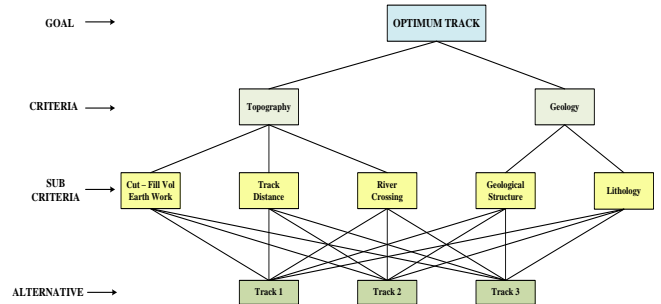 GOAL
OPTIMUM TRACK
CRITERIA
Topography
Geology
SUB
CRITERIA
Cut – Fill Vol
Earth Work
Track
Distance
River
Crossing
Geological
Structure
Lithology
ALTERNATIVE
Track 1
Track 2
Track 3